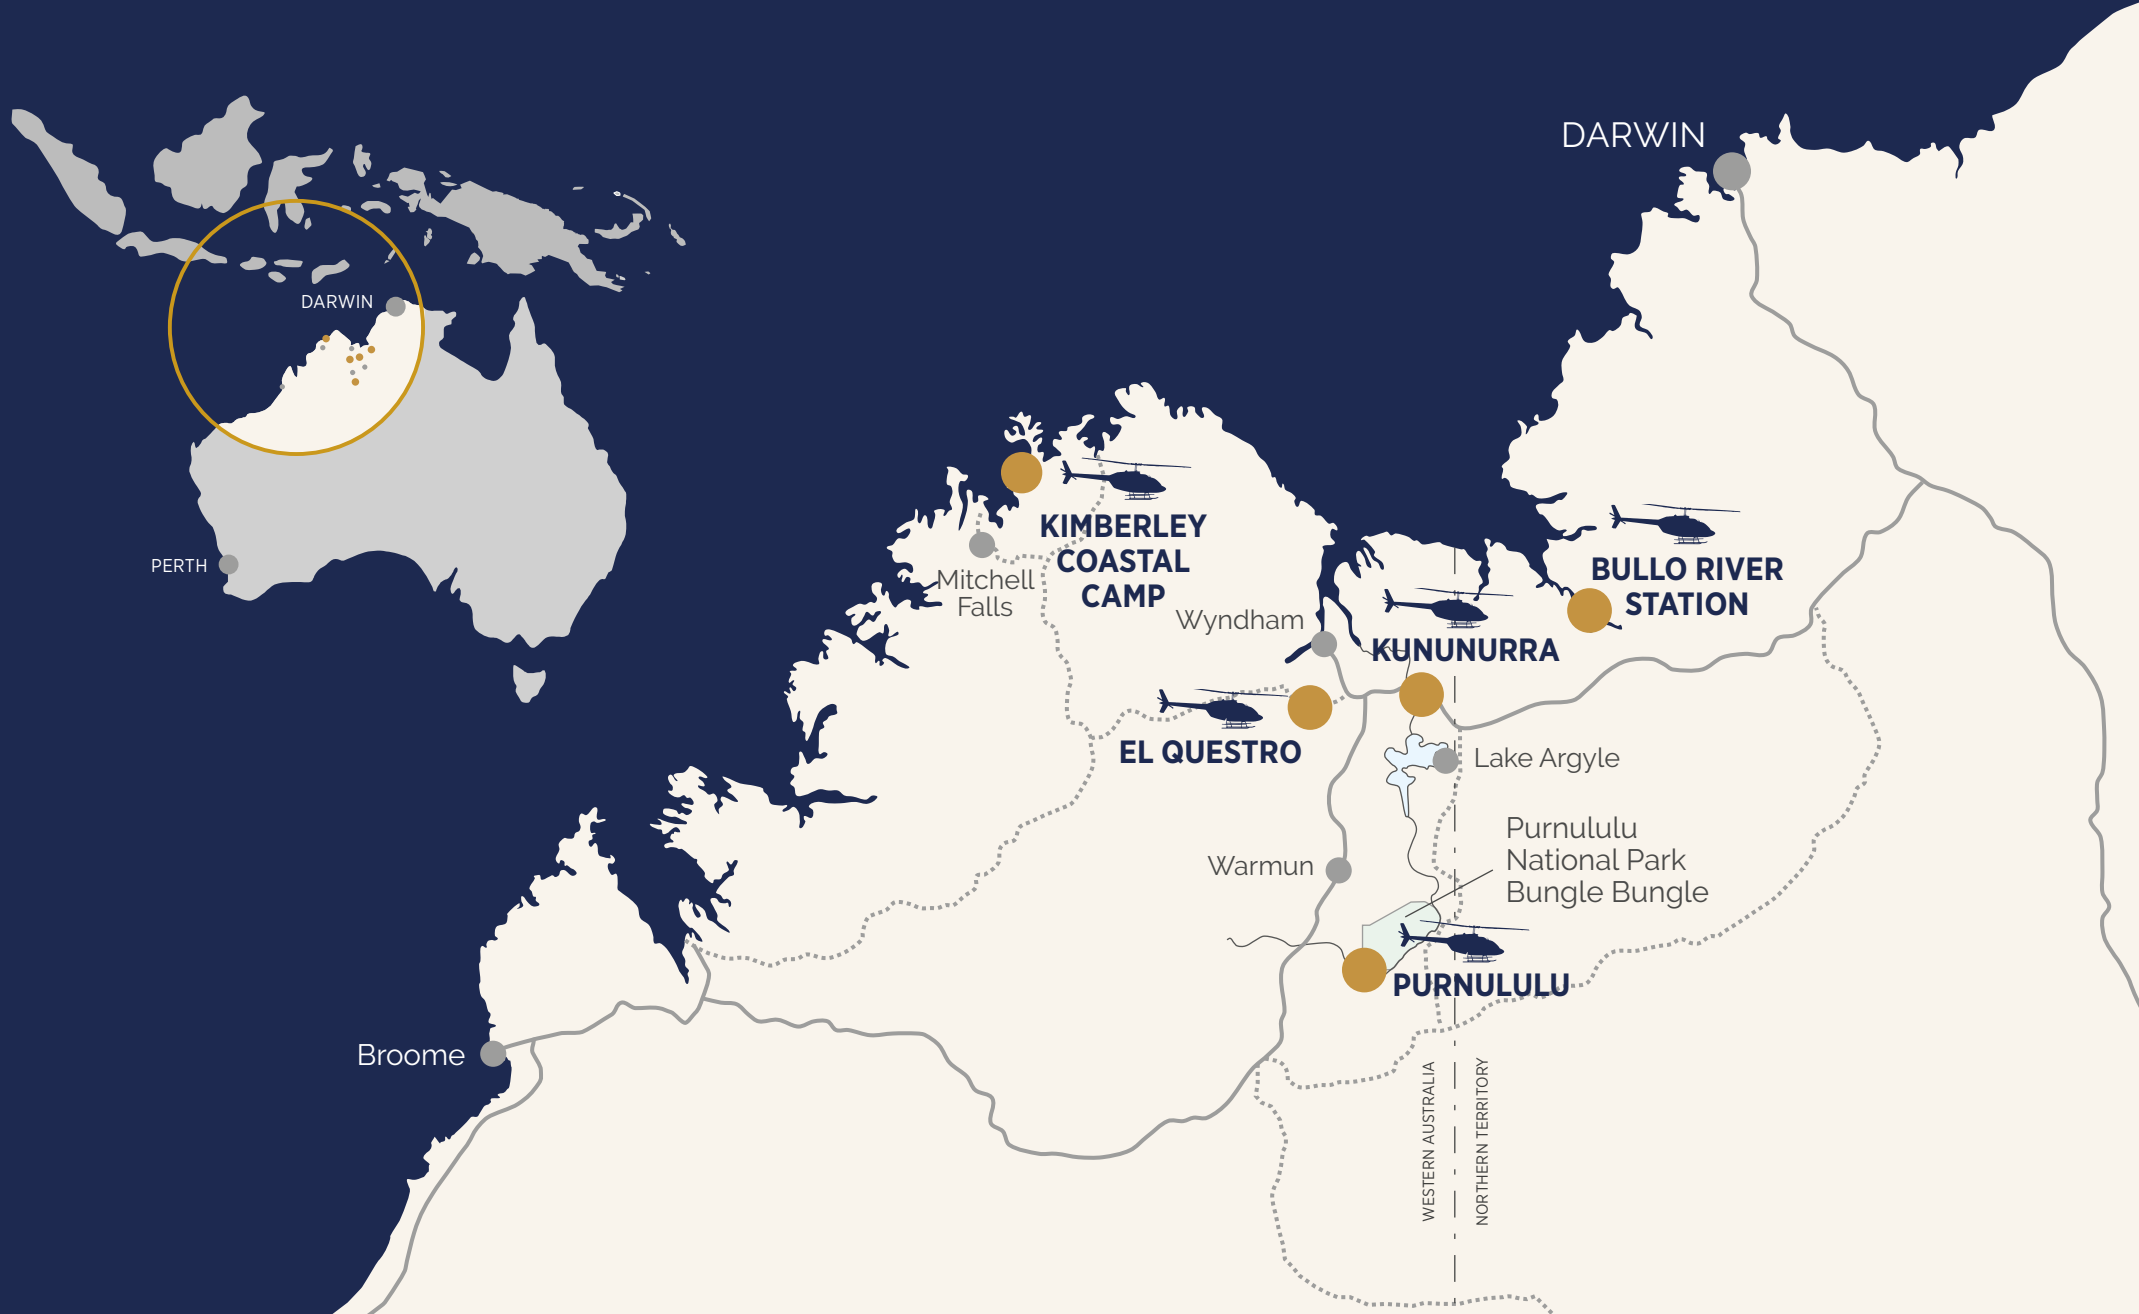 DARWIN
DARWIN
PERTH
KIMBERLEY
COASTAL
CAMP
Mitchell
Falls
BULLO RIVER
STATION
Wyndham
KUNUNURRA
EL QUESTRO
Lake Argyle
Purnululu
National Park
Bungle Bungle
Warmun
PURNULULU
Broome
WESTERN AUSTRALIA
NORTHERN TERRITORY